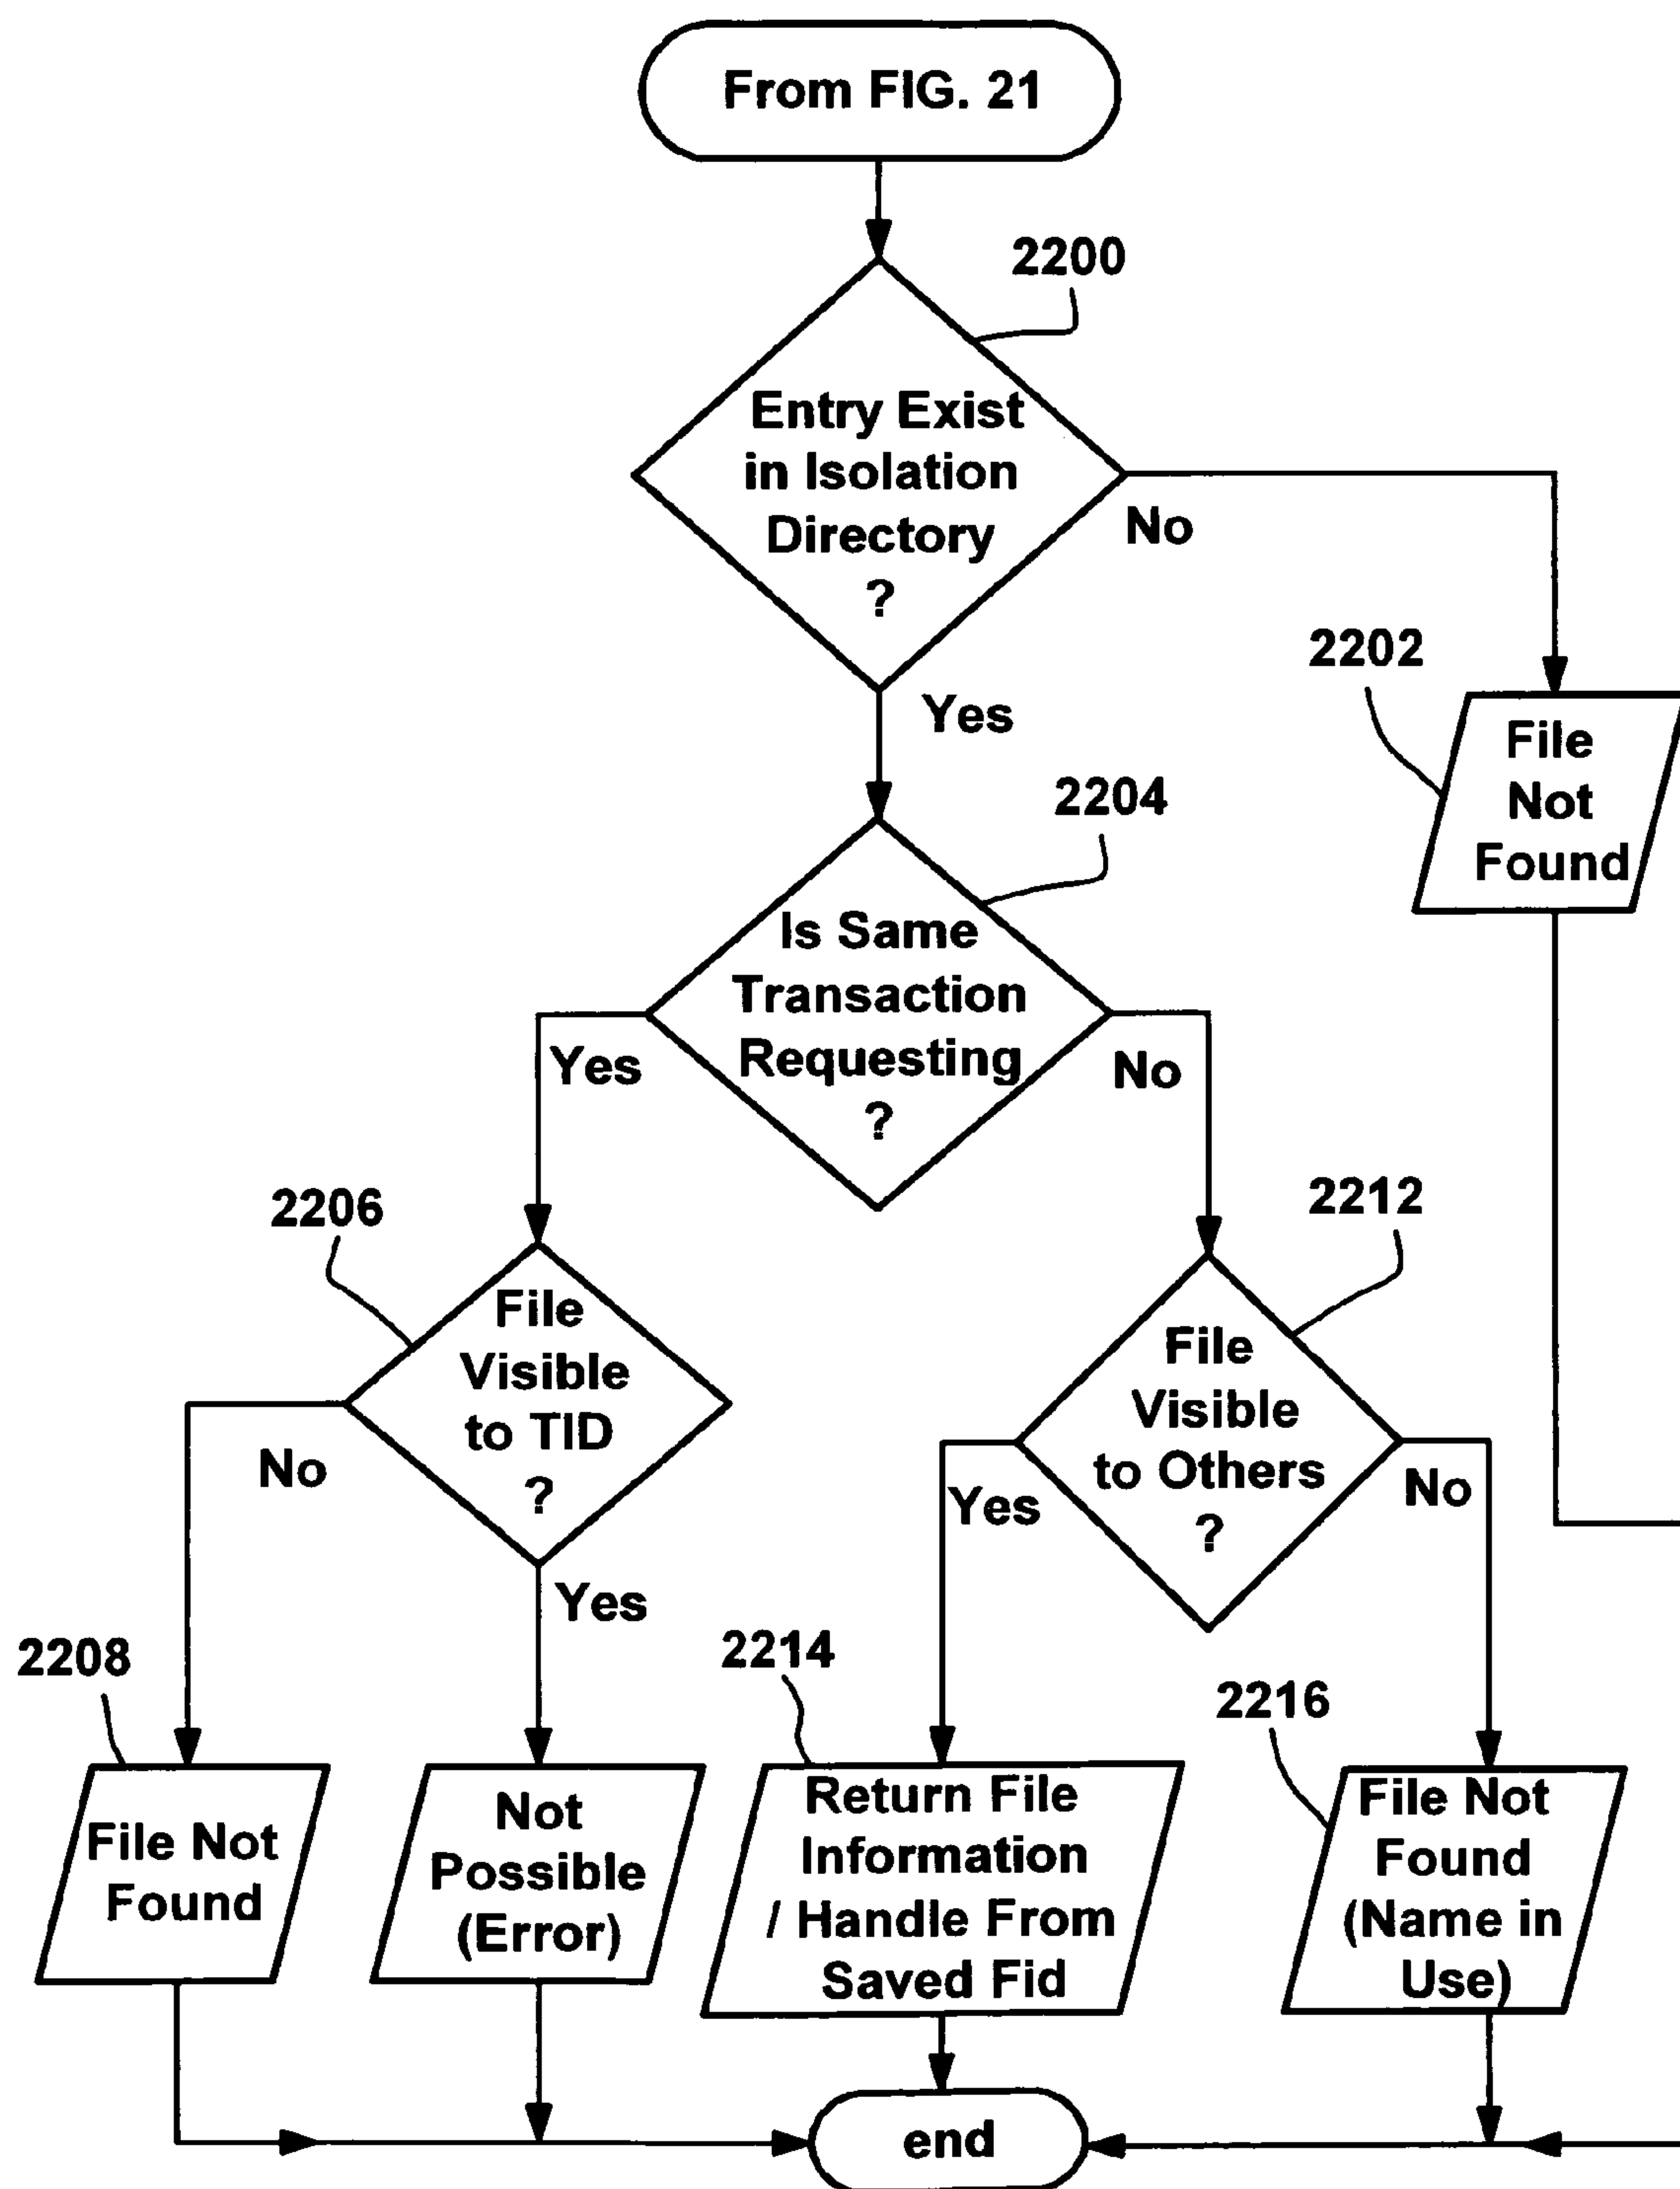 From FIG. 21
2200
Entry Exist
in Isolation
Directory
?
No
Yes
2202
File
Not
Found
2204
Is Same
Transaction
Requesting
?
Yes
No
2206
File
Visible
to TID
?
No
Yes
2212
File
Visible
to Others
?
Yes
No
2208
File Not
Found
Not
Possible
(Error)
2214
Return File
Information
/ Handle From
Saved Fid
2216
File Not
Found
(Name in
Use)
end